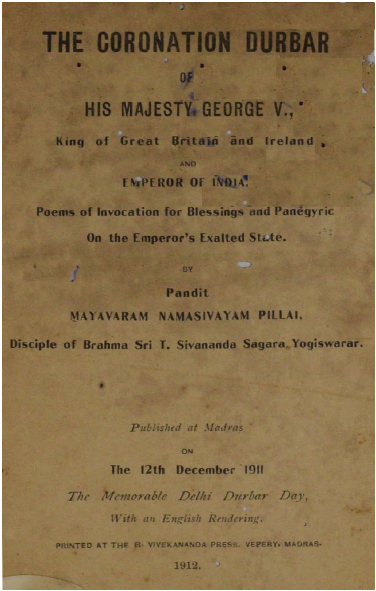 THE CORONATION DURBAR
OF
HIS MAJESTY GEORGE V.,
King of Great Britain and Ireland
AND
EMPEROR OF INDIA.
Poems of Invocation for Blessings and Panegyric
On the Emperor's Exalted State.
BY
Pandit
MAYAVARAM NAMASIVAYAM PILLAI,
Disciple of Brahma Sri T. Sivananda Sagara Yogiswarar.
Published at Madras
ON
The 12th December 1911
The Memorable Delhi Durbar Day,
With an English Rendering.
PRINTED AT THE VIVEKANANDA PRESS, VEPERY, MADRAS.
1912.